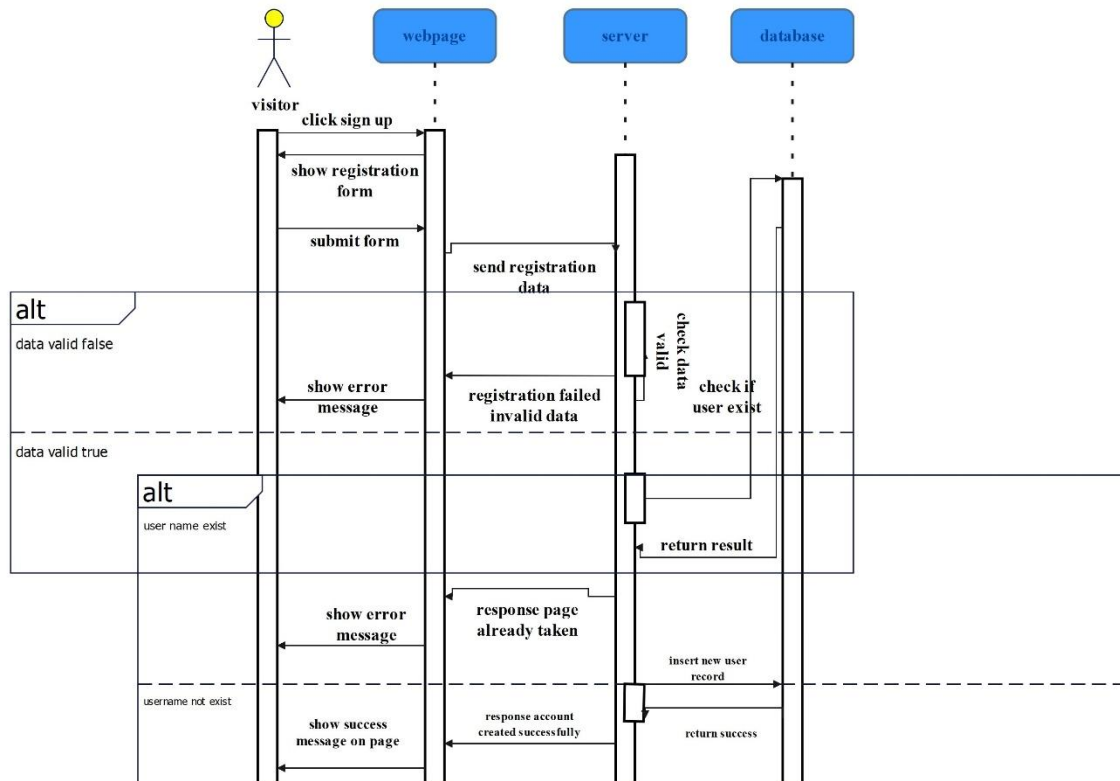 webpage
server
database
visitor
click sign up
show registration
form
submit form
send registration
data
alt
data valid false
check data
valid
show error
message
registration failed
invalid data
check if
user exist
data valid true
alt
user name exist
return result
response page
already taken
show error
message
insert new user
record
username not exist
response account
created successfully
return success
show success
message on page